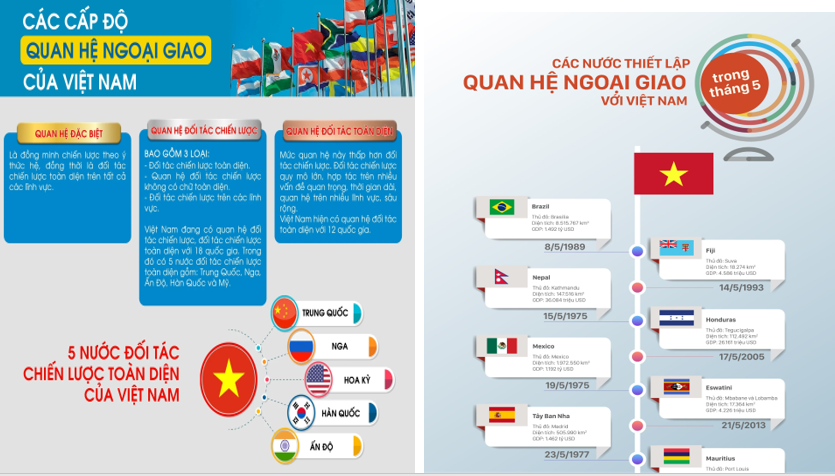 CÁC CẤP ĐỘ
QUAN HỆ NGOẠI GIAO
CỦA VIỆT NAM
QUAN HỆ ĐẶC BIỆT
Là đồng minh chiến lược theo ý
thức hệ, đồng thời là đối tác
chiến lược toàn diện trên tất cả
các lĩnh vực.
QUAN HỆ ĐỐI TÁC CHIẾN LƯỢC
BAO GỒM 3 LOẠI:
- Đối tác chiến lược toàn diện.
- Quan hệ đối tác chiến lược
không có chữ toàn diện.
- Đối tác chiến lược trên các lĩnh
vực.
Việt Nam đang có quan hệ đối
tác chiến lược, đối tác chiến lược
toàn diện với 18 quốc gia. Trong
đó có 5 nước đối tác chiến lược
toàn diện gồm: Trung Quốc, Nga,
Ấn Độ, Hàn Quốc và Mỹ.
QUAN HỆ ĐỐI TÁC TOÀN DIỆN
Mức quan hệ này thấp hơn đối
tác chiến lược. Đối tác chiến lược
quy mô lớn, hợp tác trên nhiều
vấn đề quan trọng, thời gian dài,
quan hệ trên nhiều lĩnh vực, sâu
rộng.
Việt Nam hiện có quan hệ đối tác
toàn diện với 12 quốc gia.
5 NƯỚC ĐỐI TÁC
CHIẾN LƯỢC TOÀN DIỆN
CỦA VIỆT NAM
TRUNG QUỐC
NGA
HOA KỲ
HÀN QUỐC
ẤN ĐỘ
CÁC NƯỚC THIẾT LẬP
QUAN HỆ NGOẠI GIAO
VỚI VIỆT NAM
trong
tháng 5
Brazil
Thủ đô: Brasilia
Diện tích: 8.515.767 km²
GDP: 1.492 tỷ USD
8/5/1989
Fiji
Thủ đô: Suva
Diện tích: 18.274 km²
GDP: 4.586 triệu USD
14/5/1993
Nepal
Thủ đô: Kathmandu
Diện tích: 147.516 km²
GDP: 36.084 triệu USD
15/5/1975
Honduras
Thủ đô: Tegucigalpa
Diện tích: 112.492 km²
GDP: 26.161 triệu USD
17/5/2005
Mexico
Thủ đô: Mexico
Diện tích: 1.972.550 km²
GDP: 1.192 tỷ USD
19/5/1975
Eswatini
Thủ đô: Mbabane và Lobamba
Diện tích: 17.364 km²
GDP: 4.226 triệu USD
21/5/2013
Tây Ban Nha
Thủ đô: Madrid
Diện tích: 505.990 km²
GDP: 1.462 tỷ USD
23/5/1977
Mauritius
Thủ đô: Port Louis